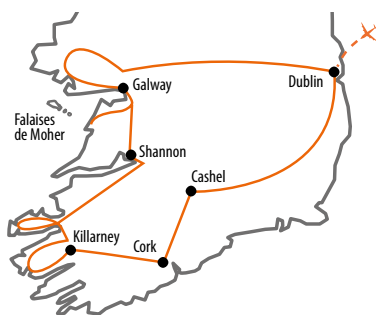 Galway
Dublin
Falaises
de Moher
Shannon
Cashel
Killarney
Cork